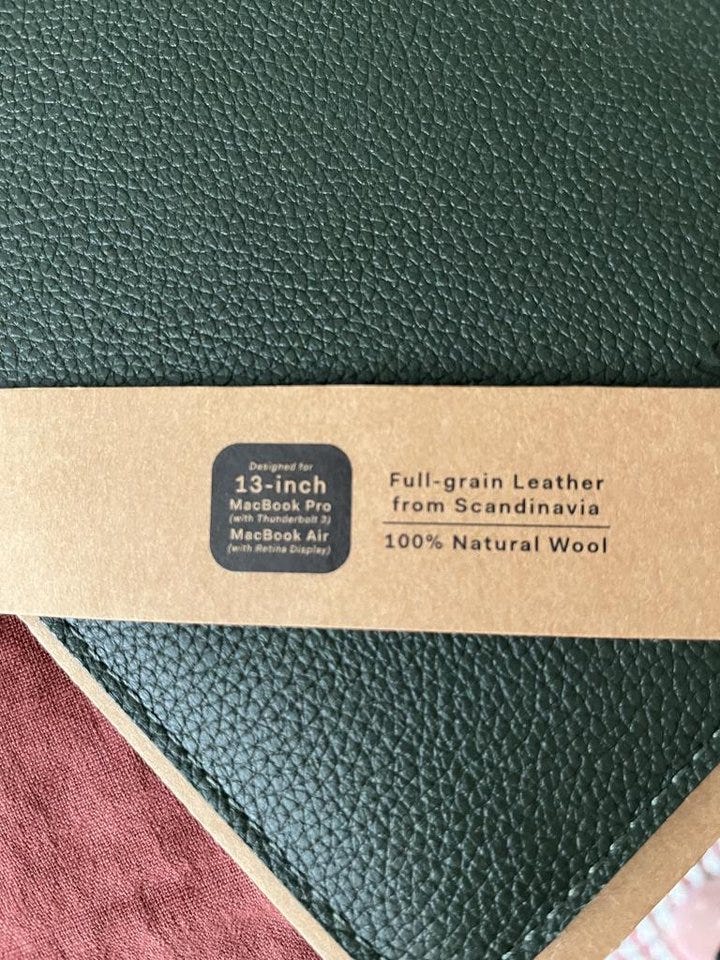 Designed for
13-inch
MacBook Pro
(with Thunderbolt 3)
MacBook Air
(with Retina Display)
Full-grain Leather
from Scandinavia
100% Natural Wool